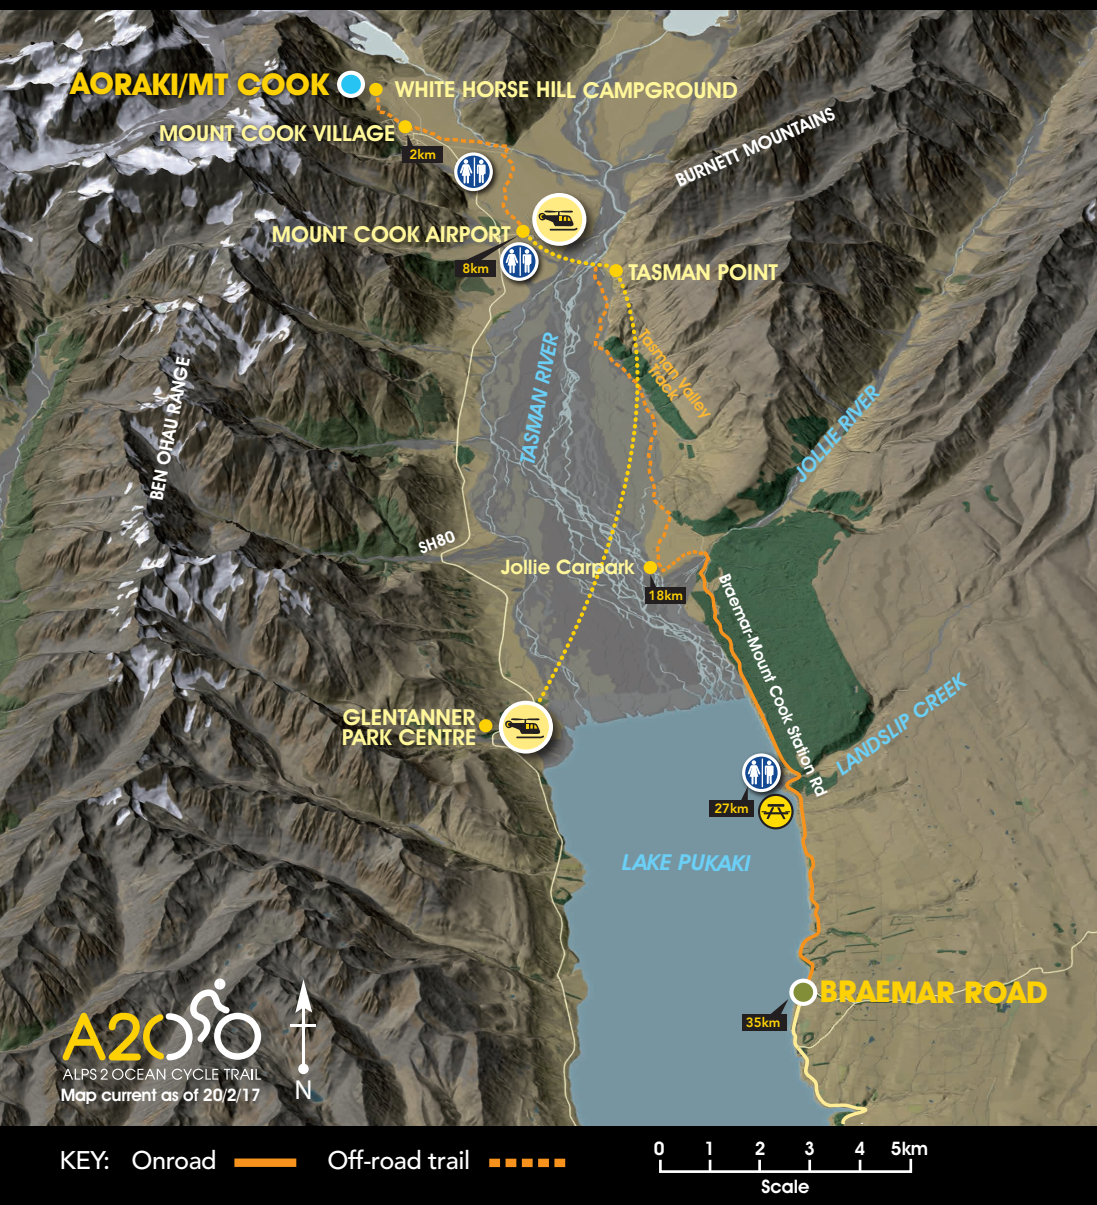 AORAKI/MT COOK
WHITE HORSE HILL CAMPGROUND
MOUNT COOK VILLAGE
2km
BURNETT MOUNTAINS
MOUNT COOK AIRPORT
8km
TASMAN POINT
TASMAN RIVER
Tasman Valley
Track
BEN OHAU RANGE
JOLLIE RIVER
SH80
Jollie Carpark
18km
Braemar-Mount Cook Station Rd
LANDSLIP CREEK
GLENTANNER
PARK CENTRE
27km
LAKE PUKAKI
BRAEMAR ROAD
35km
A2O
ALPS 2 OCEAN CYCLE TRAIL
Map current as of 20/2/17
N
KEY: Onroad Off-road trail
0 1 2 3 4 5km
Scale